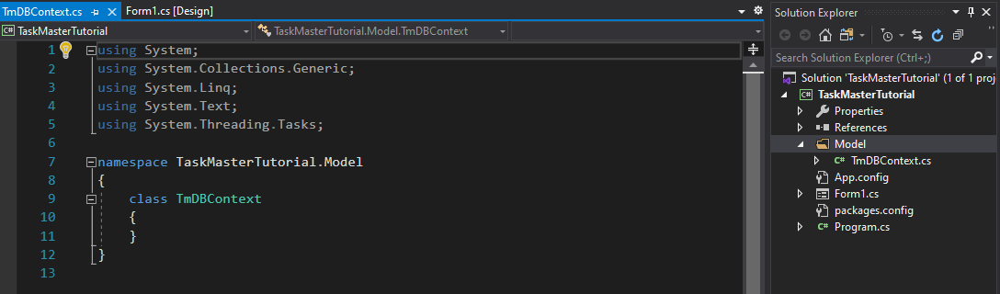 TmDBContext.cs
Form1.cs [Design]
TaskMasterTutorial
TaskMasterTutorial.Model.TmDBContext
1 using System;
2 using System.Collections.Generic;
3 using System.Linq;
4 using System.Text;
5 using System.Threading.Tasks;
6
7 namespace TaskMasterTutorial.Model
8 {
9 class TmDBContext
10 {
11 }
12 }
13
Solution Explorer
Search Solution Explorer (Ctrl+;)
Solution 'TaskMasterTutorial' (1 of 1 proj
C# TaskMasterTutorial
Properties
References
Model
C# TmDBContext.cs
App.config
Form1.cs
packages.config
C# Program.cs